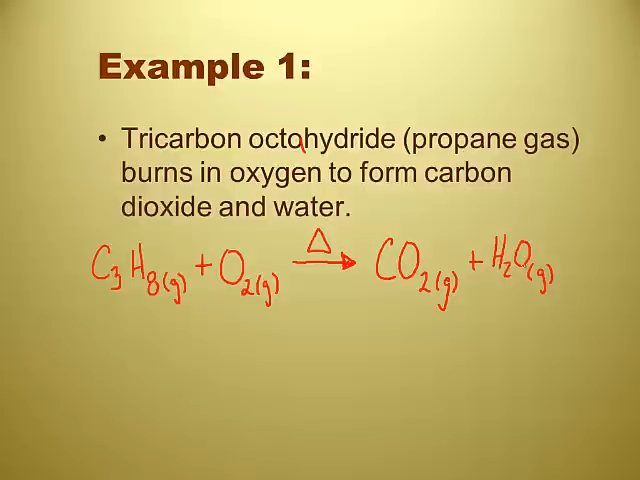 Example 1:
• Tricarbon octohydride (propane gas)
burns in oxygen to form carbon
dioxide and water.
Δ
C₃H₈(g) + O₂(g) → CO₂(g) + H₂O(g)